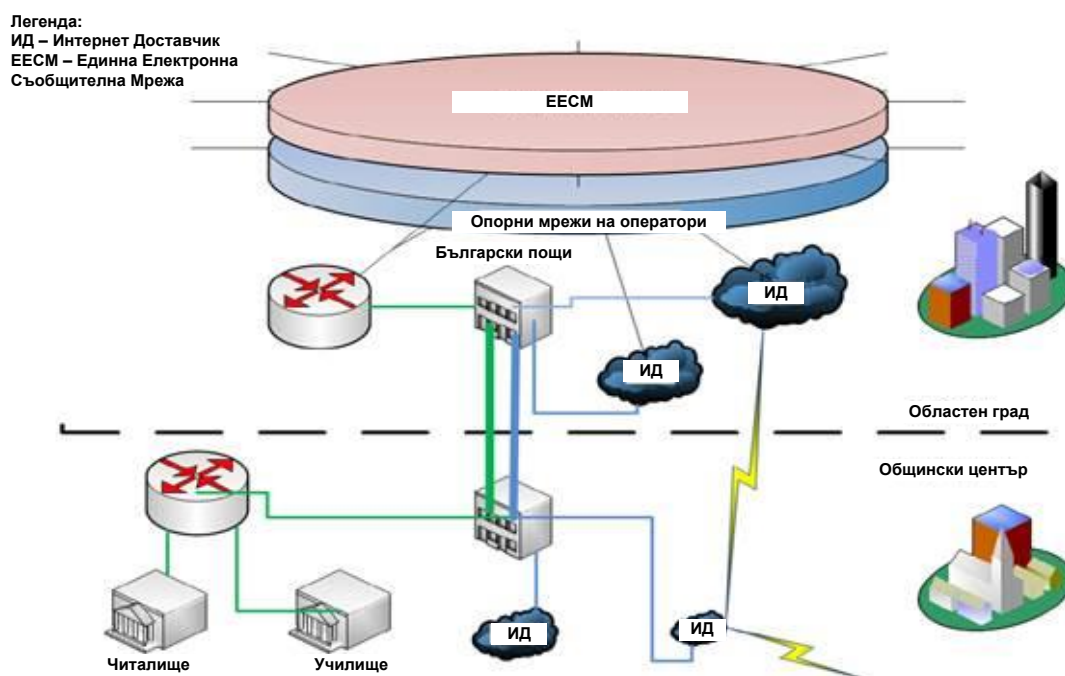 Легенда:
ИД – Интернет Доставчик
ЕЕСМ – Единна Електронна
Съобщителна Мрежа
ЕЕСМ
Опорни мрежи на оператори
Български пощи
ИД
ИД
Областен град
Общински център
ИД
ИД
Читалище
Училище